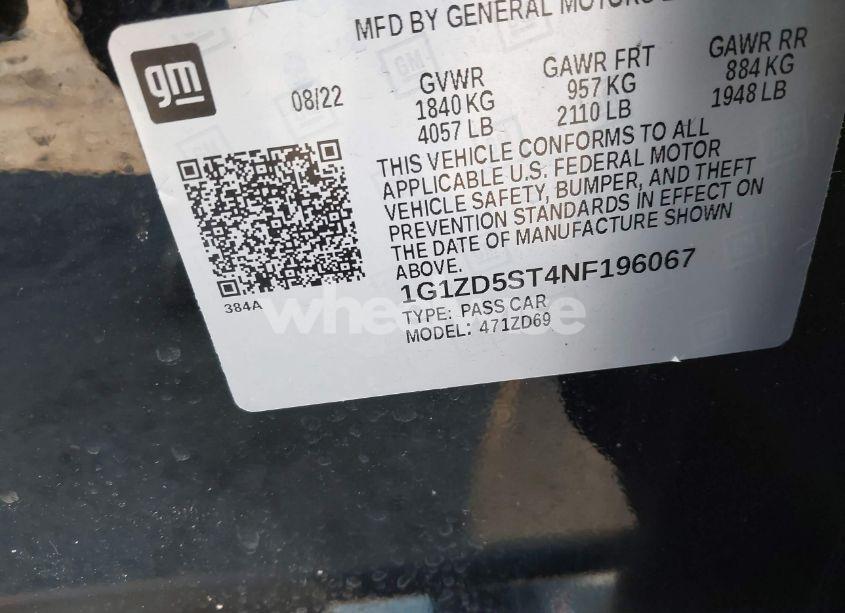 MFD BY GENERAL MOTORS
gm
08/22
GVWR
1840 KG
4057 LB
GAWR FRT
957 KG
2110 LB
GAWR RR
884 KG
1948 LB
THIS VEHICLE CONFORMS TO ALL
APPLICABLE U.S. FEDERAL MOTOR
VEHICLE SAFETY, BUMPER, AND THEFT
PREVENTION STANDARDS IN EFFECT ON
THE DATE OF MANUFACTURE SHOWN
ABOVE.
384A
1G1ZD5ST4NF196067
TYPE: PASS CAR
MODEL: 471ZD69